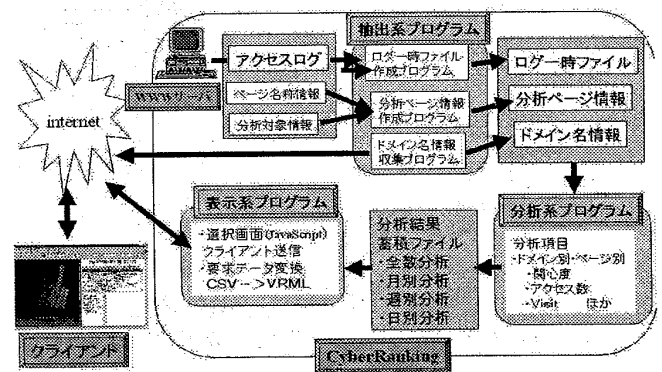 抽出系プログラム
アクセスログ
ページ名称情報
分析対象情報
WWWサーバ
internet
ログ一時ファイル
作成プログラム
分析ページ情報
作成プログラム
ドメイン名情報
収集プログラム
ログ一時ファイル
分析ページ情報
ドメイン名情報
表示系プログラム
・選択画面(JavaScript)
クライアント送信
・要求データ変換
CSV-->VRML
分析結果
蓄積ファイル
・全数分析
・月別分析
・週別分析
・日別分析
分析系プログラム
分析項目
・ドメイン別・ページ別
・関心度
・アクセス数
・Visit ほか
クライアント
CyberRanking